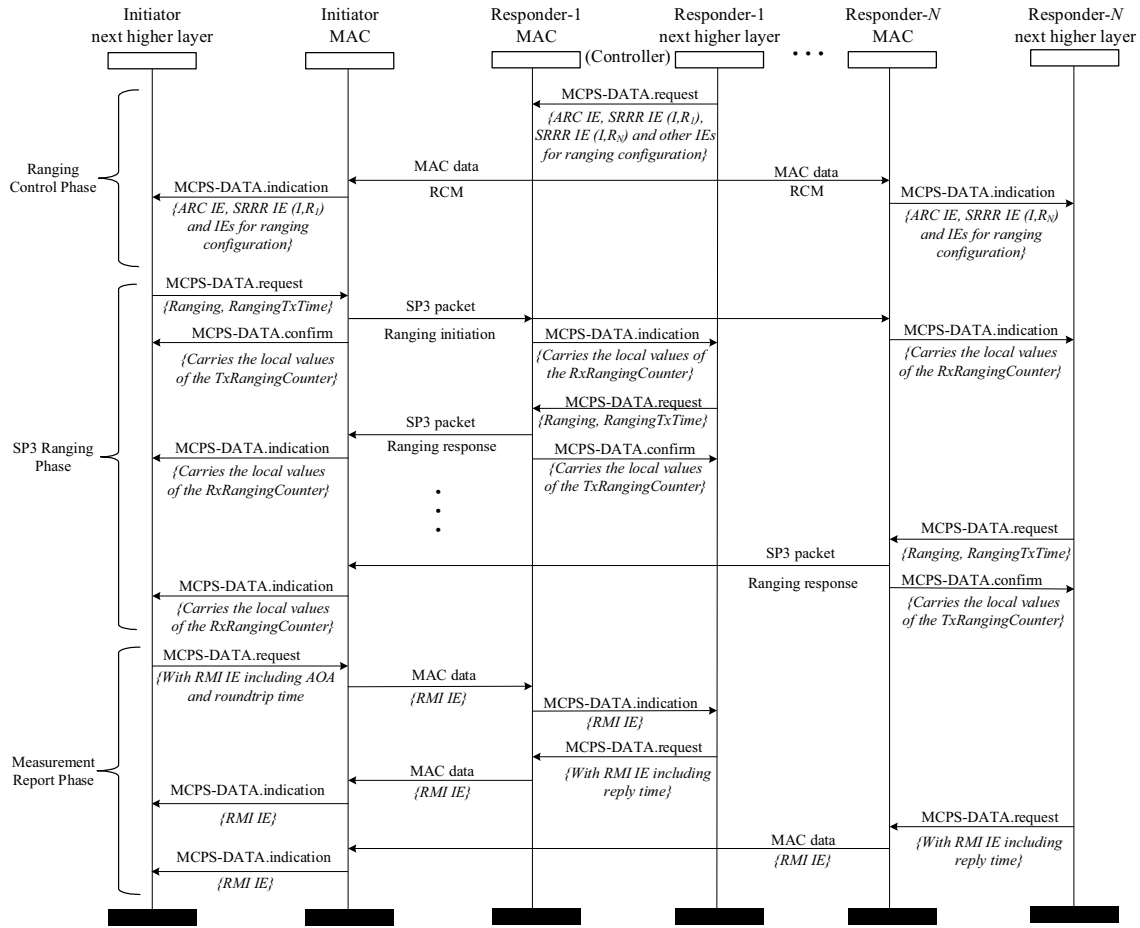 Initiator
next higher layer
Initiator
MAC
Responder-1
MAC
(Controller)
Responder-1
next higher layer
• • •
Responder-N
MAC
Responder-N
next higher layer
Ranging
Control Phase
MCPS-DATA.request
{ARC IE, SRRR IE (I,R1),
SRRR IE (I,RN) and other IEs
for ranging configuration}
MAC data
RCM
MAC data
RCM
MCPS-DATA.indication
{ARC IE, SRRR IE (I,R1)
and IEs for ranging
configuration}
MCPS-DATA.indication
{ARC IE, SRRR IE (I,RN)
and IEs for ranging
configuration}
SP3 Ranging
Phase
MCPS-DATA.request
{Ranging, RangingTxTime}
SP3 packet
Ranging initiation
MCPS-DATA.confirm
{Carries the local values
of the TxRangingCounter}
MCPS-DATA.indication
{Carries the local values of
the RxRangingCounter}
MCPS-DATA.indication
{Carries the local values
of the RxRangingCounter}
MCPS-DATA.request
{Ranging, RangingTxTime}
SP3 packet
Ranging response
MCPS-DATA.indication
{Carries the local values
of the RxRangingCounter}
MCPS-DATA.confirm
{Carries the local values
of the TxRangingCounter}
MCPS-DATA.request
{Ranging, RangingTxTime}
SP3 packet
Ranging response
MCPS-DATA.indication
{Carries the local values
of the RxRangingCounter}
MCPS-DATA.confirm
{Carries the local values
of the TxRangingCounter}
Measurement
Report Phase
MCPS-DATA.request
{With RMI IE including AOA
and roundtrip time
MAC data
{RMI IE}
MCPS-DATA.indication
{RMI IE}
MCPS-DATA.request
{With RMI IE including
reply time}
MAC data
{RMI IE}
MCPS-DATA.indication
{RMI IE}
MCPS-DATA.request
{With RMI IE including
reply time}
MAC data
{RMI IE}
MCPS-DATA.indication
{RMI IE}